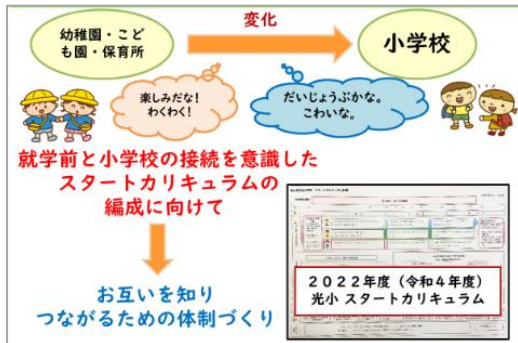 変化
幼稚園・こど
も園・保育所
小学校
楽しみだな！
わくわく！
だいじょうぶかな。
こわいな。
就学前と小学校の接続を意識した
スタートカリキュラムの
編成に向けて
お互いを知り
つながるための体制づくり
２０２２年度（令和４年度）
光小 スタートカリキュラム